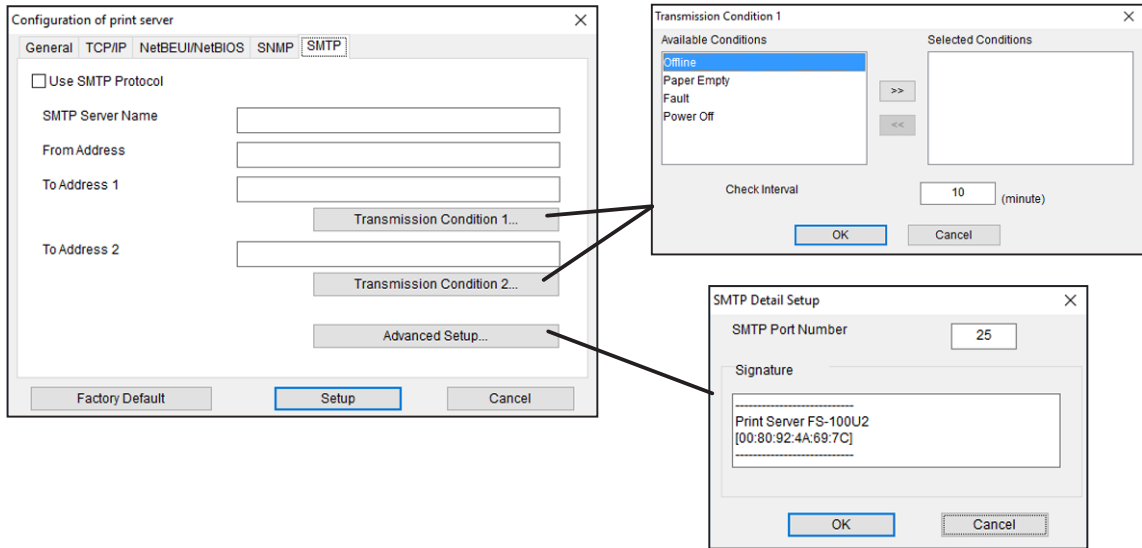 Configuration of print server
General TCP/IP NetBEUI/NetBIOS SNMP SMTP
Use SMTP Protocol
SMTP Server Name
From Address
To Address 1
Transmission Condition 1...
To Address 2
Transmission Condition 2...
Advanced Setup...
Factory Default Setup Cancel
Transmission Condition 1
Available Conditions Selected Conditions
Offline
Paper Empty
Fault
Power Off
>>
<<
Check Interval 10 (minute)
OK Cancel
SMTP Detail Setup
SMTP Port Number 25
Signature
---------------------------
Print Server FS-100U2
[00:80:92:4A:69:7C]
---------------------------
OK Cancel